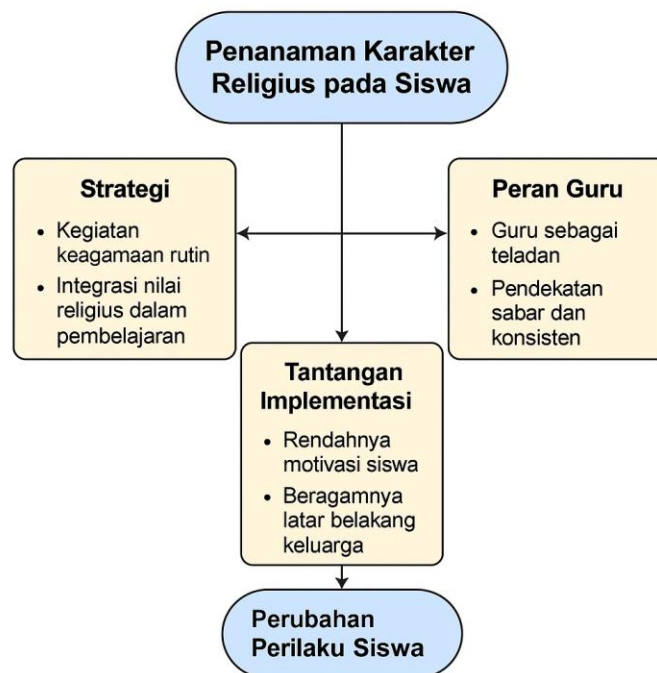 Penanaman Karakter
Religius pada Siswa
Strategi
• Kegiatan
keagamaan rutin
• Integrasi nilai
religius dalam
pembelajaran
Peran Guru
• Guru sebagai
teladan
• Pendekatan
sabar dan
konsisten
Tantangan
Implementasi
• Rendahnya
motivasi siswa
• Beragamnya
latar belakang
keluarga
Perubahan
Perilaku Siswa